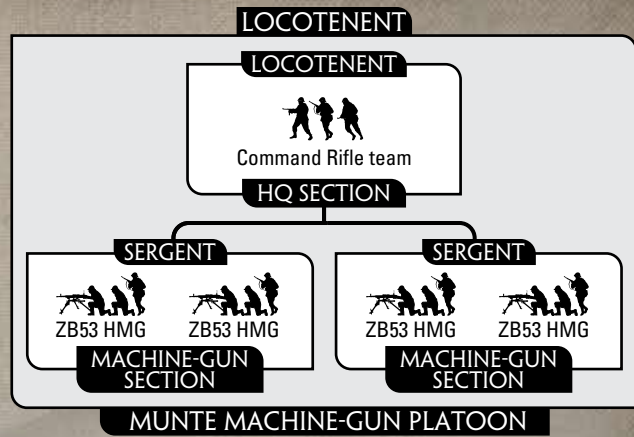 LOCOTENENT
LOCOTENENT
Command Rifle team
HQ SECTION
SERGENT
ZB53 HMG
ZB53 HMG
MACHINE-GUN
SECTION
SERGENT
ZB53 HMG
ZB53 HMG
MACHINE-GUN
SECTION
MUNTE MACHINE-GUN PLATOON